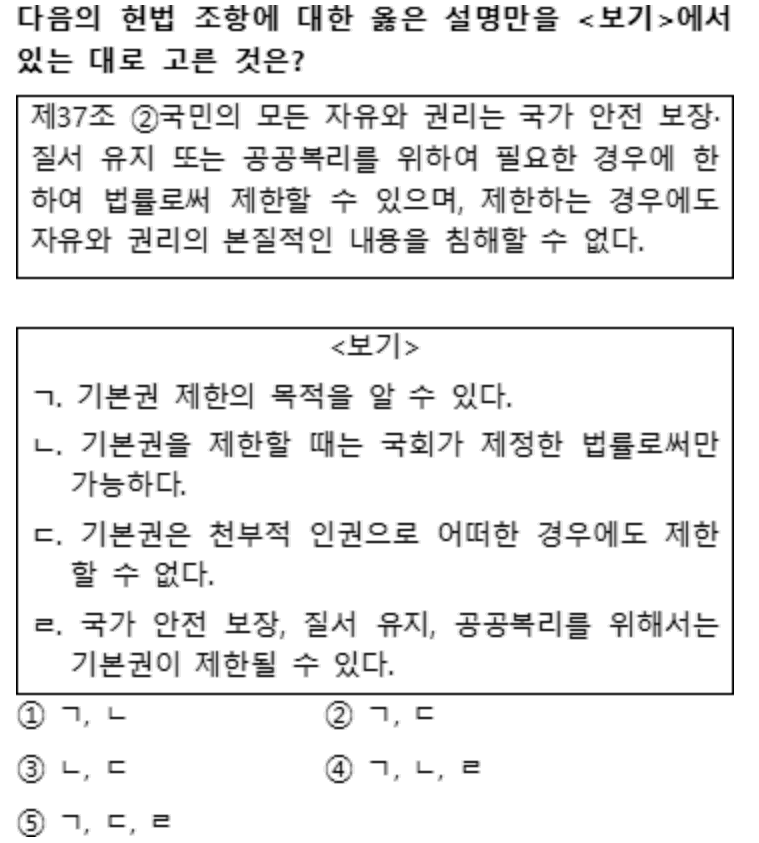 다음의 헌법 조항에 대한 옳은 설명만을 <보기>에서
있는 대로 고른 것은?
제37조 ②국민의 모든 자유와 권리는 국가 안전 보장·
질서 유지 또는 공공복리를 위하여 필요한 경우에 한
하여 법률로써 제한할 수 있으며, 제한하는 경우에도
자유와 권리의 본질적인 내용을 침해할 수 없다.
<보기>
ㄱ. 기본권 제한의 목적을 알 수 있다.
ㄴ. 기본권을 제한할 때는 국회가 제정한 법률로써만
가능하다.
ㄷ. 기본권은 천부적 인권으로 어떠한 경우에도 제한
할 수 없다.
ㄹ. 국가 안전 보장, 질서 유지, 공공복리를 위해서는
기본권이 제한될 수 있다.
① ㄱ, ㄴ ② ㄱ, ㄷ
③ ㄴ, ㄷ ④ ㄱ, ㄴ, ㄹ
⑤ ㄱ, ㄷ, ㄹ